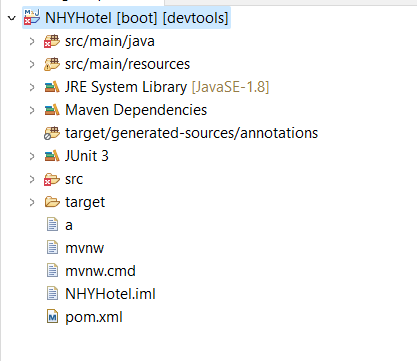 NHYHotel [boot] [devtools]
src/main/java
src/main/resources
JRE System Library [JavaSE-1.8]
Maven Dependencies
target/generated-sources/annotations
JUnit 3
src
target
a
mvnw
mvnw.cmd
NHYHotel.iml
pom.xml